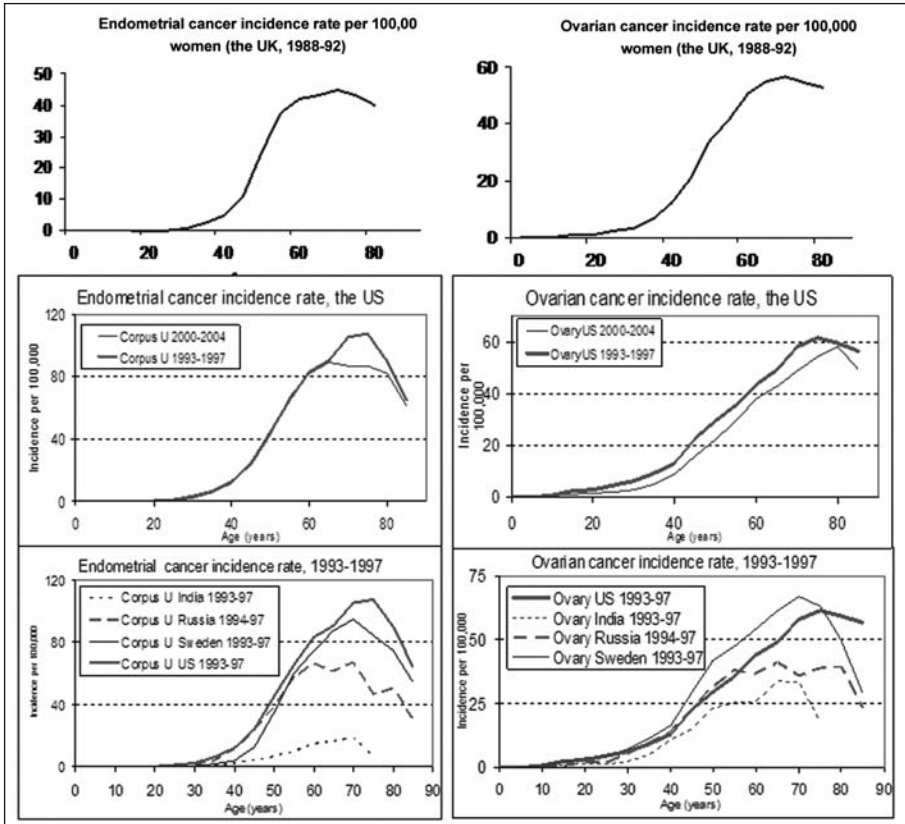 Endometrial cancer incidence rate per 100,00
women (the UK, 1988-92)
50
40
30
20
10
0
0 20 40 60 80
Ovarian cancer incidence rate per 100,000
women (the UK, 1988-92)
60
40
20
0
0 20 40 60 80
Endometrial cancer incidence rate, the US
120
80
40
0
Incidence per 100,000
Corpus U 2000-2004
Corpus U 1993-1997
0 20 40 60 80
Age (years)
Ovarian cancer incidence rate, the US
60
40
20
0
Incidence per
100,000
OvaryUS 2000-2004
OvaryUS 1993-1997
0 20 40 60 80
Age (years)
Endometrial cancer incidence rate, 1993-1997
120
80
40
0
Incidence per 100,000
Corpus U India 1993-97
Corpus U Russia 1994-97
Corpus U Sweden 1993-97
Corpus U US 1993-97
0 10 20 30 40 50 60 70 80 90
Age (years)
Ovarian cancer incidence rate, 1993-1997
75
50
25
0
Incidence per 100,000
Ovary US 1993-97
Ovary India 1993-97
Ovary Russia 1994-97
Ovary Sweden 1993-97
0 10 20 30 40 50 60 70 80 90
Age (years)